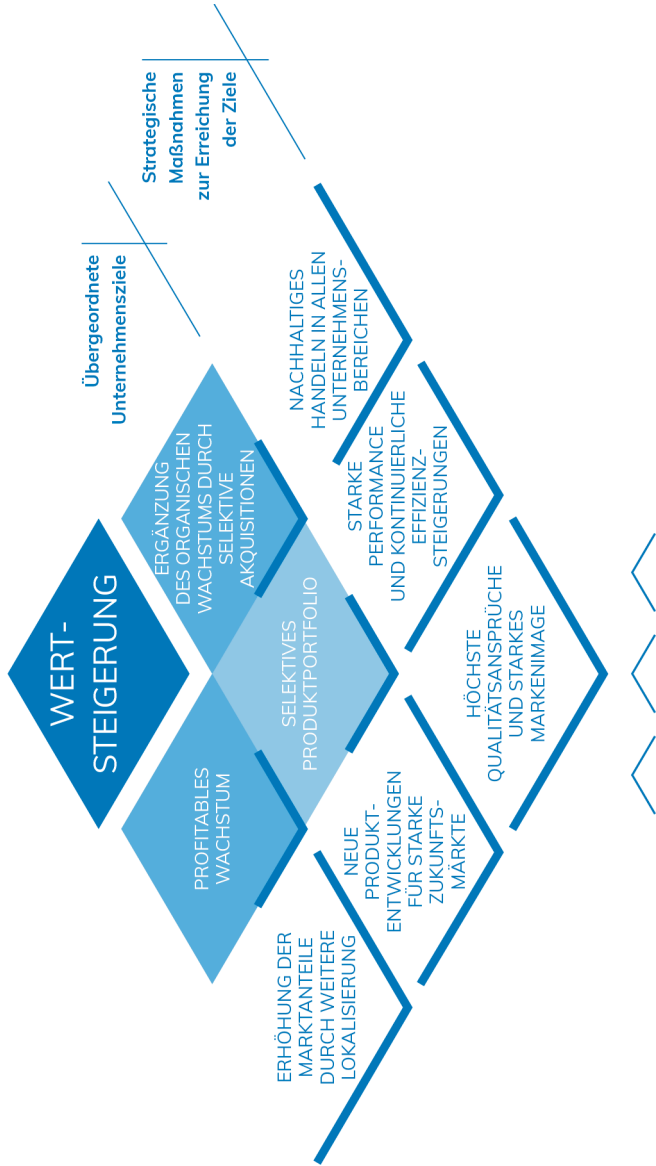 WERT-
STEIGERUNG
PROFITABLES
WACHSTUM
ERGÄNZUNG
DES ORGANISCHEN
WACHSTUMS DURCH
SELEKTIVE
AKQUISITIONEN
SELEKTIVES
PRODUKTPORTFOLIO
Übergeordnete
Unternehmensziele
Strategische
Maßnahmen
zur Erreichung
der Ziele
ERHÖHUNG DER
MARKTANTEILE
DURCH WEITERE
LOKALISIERUNG
NEUE
PRODUKT-
ENTWICKLUNGEN
FÜR STARKE
ZUKUNFTS-
MÄRKTE
HÖCHSTE
QUALITÄTSANSPRÜCHE
UND STARKES
MARKENIMAGE
STARKE
PERFORMANCE
UND KONTINUIERLICHE
EFFIZIENZ-
STEIGERUNGEN
NACHHALTIGES
HANDELN IN ALLEN
UNTERNEHMENS-
BEREICHEN